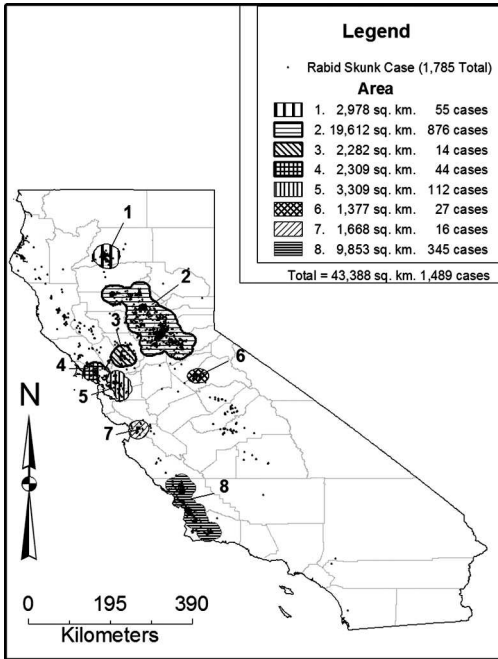 Legend
Rabid Skunk Case (1,785 Total)
Area
1. 2,978 sq. km. 55 cases
2. 19,612 sq. km. 876 cases
3. 2,282 sq. km. 14 cases
4. 2,309 sq. km. 44 cases
5. 3,309 sq. km. 112 cases
6. 1,377 sq. km. 27 cases
7. 1,668 sq. km. 16 cases
8. 9,853 sq. km. 345 cases
Total = 43,388 sq. km. 1,489 cases
1
2
3
4
5
6
7
8
N
0 195 390
Kilometers